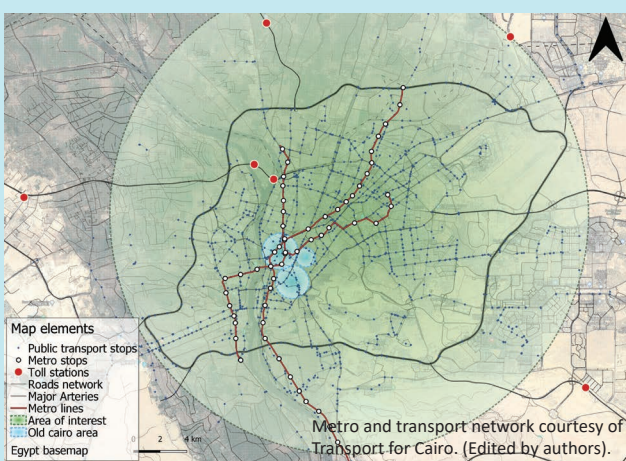 Map elements
Public transport stops
Metro stops
Toll stations
Roads network
Major Arteries
Metro lines
Area of interest
Old cairo area
Egypt basemap
0 2 4 km
Metro and transport network courtesy of
Transport for Cairo. (Edited by authors).